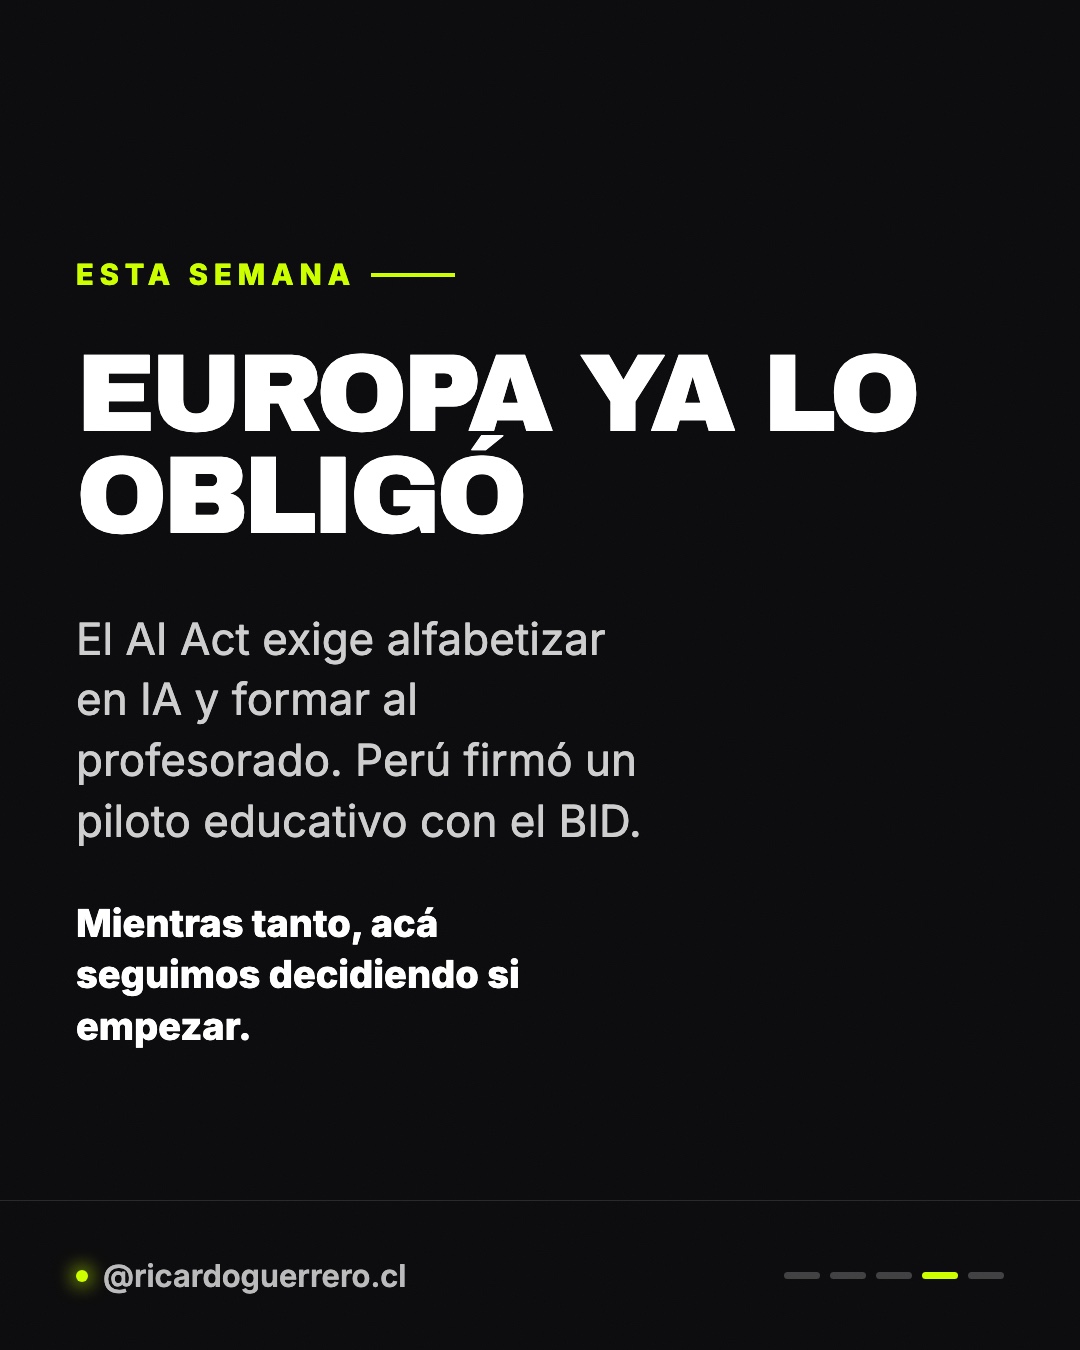 ESTA SEMANA
EUROPA YA LO
OBLIGÓ
El AI Act exige alfabetizar
en IA y formar al
profesorado. Perú firmó un
piloto educativo con el BID.
Mientras tanto, acá
seguimos decidiendo si
empezar.
@ricardoguerrero.cl